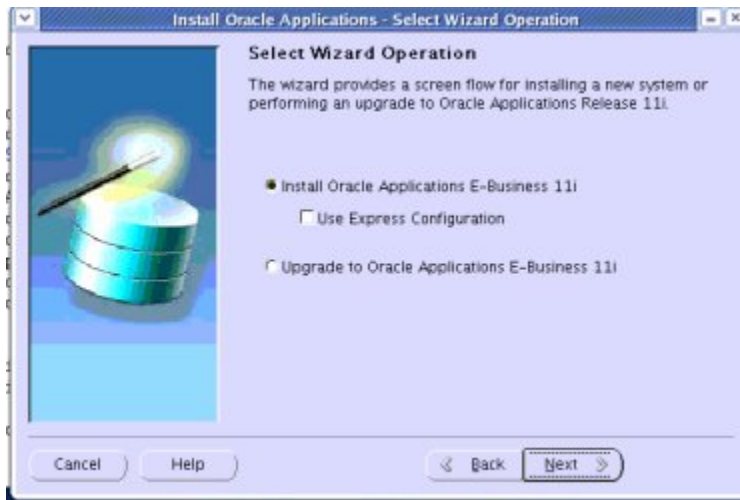 Install Oracle Applications - Select Wizard Operation
Select Wizard Operation
The wizard provides a screen flow for installing a new system or
performing an upgrade to Oracle Applications Release 11i.
Install Oracle Applications E-Business 11i
Use Express Configuration
Upgrade to Oracle Applications E-Business 11i
Cancel Help Back Next